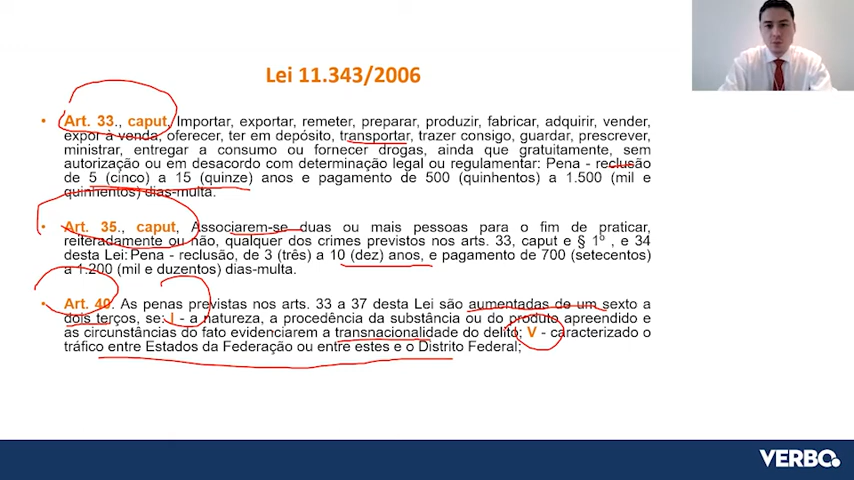 Lei 11.343/2006
• Art. 33., caput, Importar, exportar, remeter, preparar, produzir, fabricar, adquirir, vender,
expor à venda, oferecer, ter em depósito, transportar, trazer consigo, guardar, prescrever,
ministrar, entregar a consumo ou fornecer drogas, ainda que gratuitamente, sem
autorização ou em desacordo com determinação legal ou regulamentar: Pena - reclusão
de 5 (cinco) a 15 (quinze) anos e pagamento de 500 (quinhentos) a 1.500 (mil e
quinhentos) dias-multa.
• Art. 35., caput, Associarem-se duas ou mais pessoas para o fim de praticar,
reiteradamente ou não, qualquer dos crimes previstos nos arts. 33, caput e § 1º , e 34
desta Lei: Pena - reclusão, de 3 (três) a 10 (dez) anos, e pagamento de 700 (setecentos)
a 1.200 (mil e duzentos) dias-multa.
• Art. 40. As penas previstas nos arts. 33 a 37 desta Lei são aumentadas de um sexto a
dois terços, se: I - a natureza, a procedência da substância ou do produto apreendido e
as circunstâncias do fato evidenciarem a transnacionalidade do delito; V - caracterizado o
tráfico entre Estados da Federação ou entre estes e o Distrito Federal;
VERBO